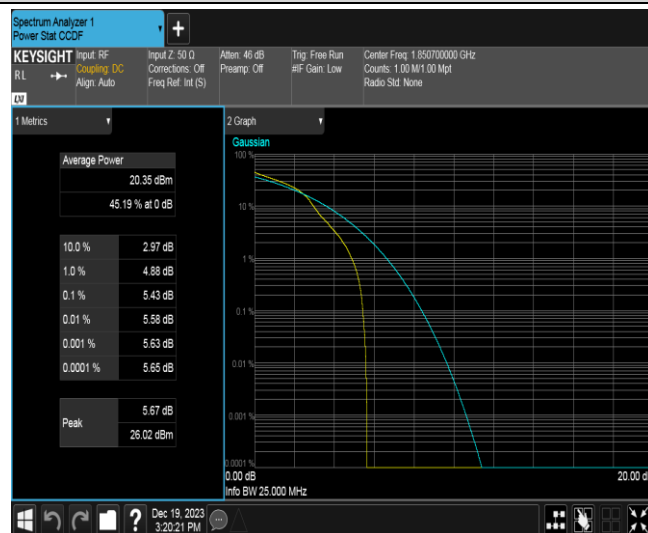 Spectrum Analyzer 1
Power Stat CCDF
+
KEYSIGHT
RL
LXI
Input: RF
Coupling: DC
Align: Auto
Input Z: 50 Ω
Corrections: Off
Freq Ref: Int (S)
Atten: 46 dB
Preamp: Off
Trig: Free Run
#IF Gain: Low
Center Freq: 1.850700000 GHz
Counts: 1.00 M/1.00 Mpt
Radio Std: None
1 Metrics
Average Power
20.35 dBm
45.19 % at 0 dB
10.0 % 2.97 dB
1.0 % 4.88 dB
0.1 % 5.43 dB
0.01 % 5.58 dB
0.001 % 5.63 dB
0.0001 % 5.65 dB
Peak
5.67 dB
26.02 dBm
2 Graph
Gaussian
100 %
10 %
1 %
0.1 %
0.01 %
0.001 %
0.0001 %
0.00 dB
20.00 d
Info BW 25.000 MHz
?
Dec 19, 2023
3:20:21 PM